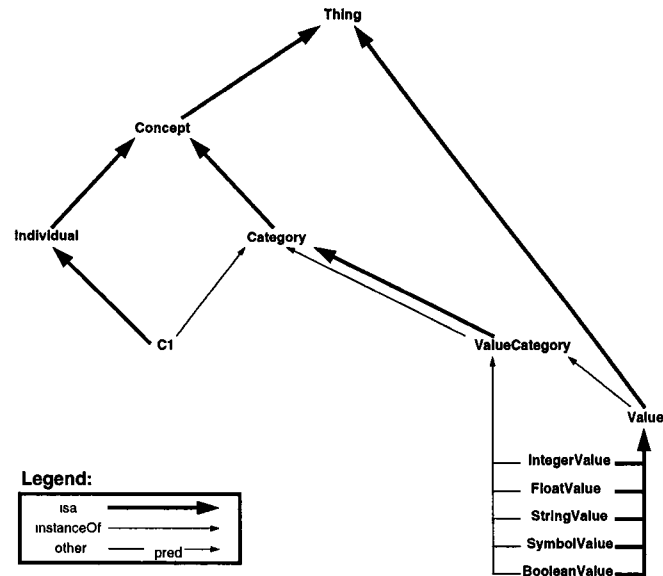 Thing
Concept
Individual
Category
C1
ValueCategory
Value
IntegerValue
FloatValue
StringValue
SymbolValue
BooleanValue
Legend:
isa
instanceOf
other pred